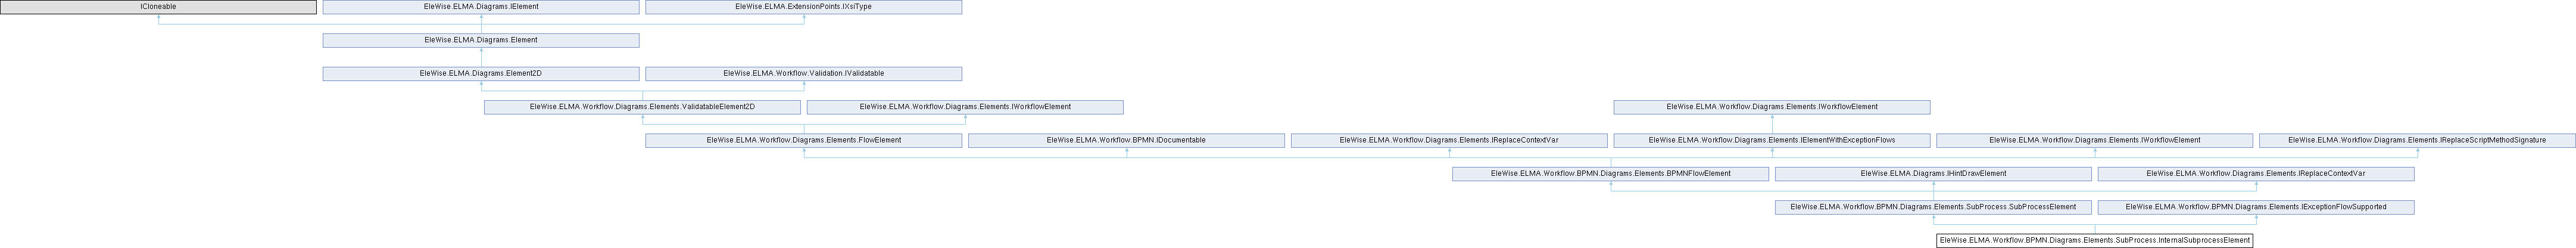 ICloneable
EleWise.ELMA.Diagrams.IElement
EleWise.ELMA.ExtensionPoints.IXsiType
EleWise.ELMA.Diagrams.Element
EleWise.ELMA.Diagrams.Element2D
EleWise.ELMA.Workflow.Validation.IValidatable
EleWise.ELMA.Workflow.Diagrams.Elements.ValidatableElement2D
EleWise.ELMA.Workflow.Diagrams.Elements.IWorkflowElement
EleWise.ELMA.Workflow.Diagrams.Elements.IWorkflowElement
EleWise.ELMA.Workflow.Diagrams.Elements.FlowElement
EleWise.ELMA.Workflow.BPMN.IDocumentable
EleWise.ELMA.Workflow.Diagrams.Elements.IReplaceContextVar
EleWise.ELMA.Workflow.Diagrams.Elements.IElementWithExceptionFlows
EleWise.ELMA.Workflow.Diagrams.Elements.IWorkflowElement
EleWise.ELMA.Workflow.Diagrams.Elements.IReplaceScriptMethodSignature
EleWise.ELMA.Workflow.BPMN.Diagrams.Elements.BPMNFlowElement
EleWise.ELMA.Diagrams.IHintDrawElement
EleWise.ELMA.Workflow.Diagrams.Elements.IReplaceContextVar
EleWise.ELMA.Workflow.BPMN.Diagrams.Elements.SubProcess.SubProcessElement
EleWise.ELMA.Workflow.BPMN.Diagrams.Elements.IExceptionFlowSupported
EleWise.ELMA.Workflow.BPMN.Diagrams.Elements.SubProcess.InternalSubprocessElement